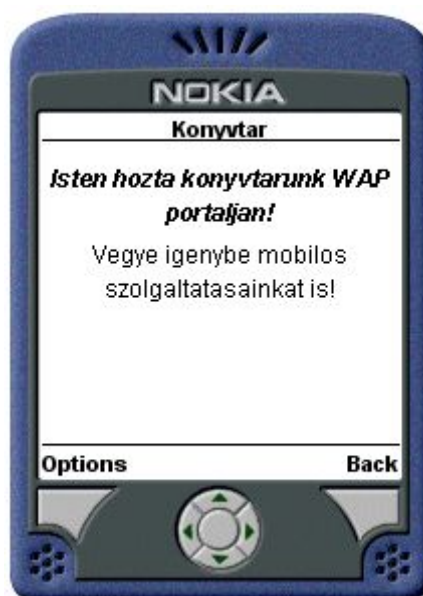 NOKIA
Konyvtar
Isten hozta konyvtarunk WAP
portaljan!
Vegye igenybe mobilos
szolgaltatasainkat is!
Options Back